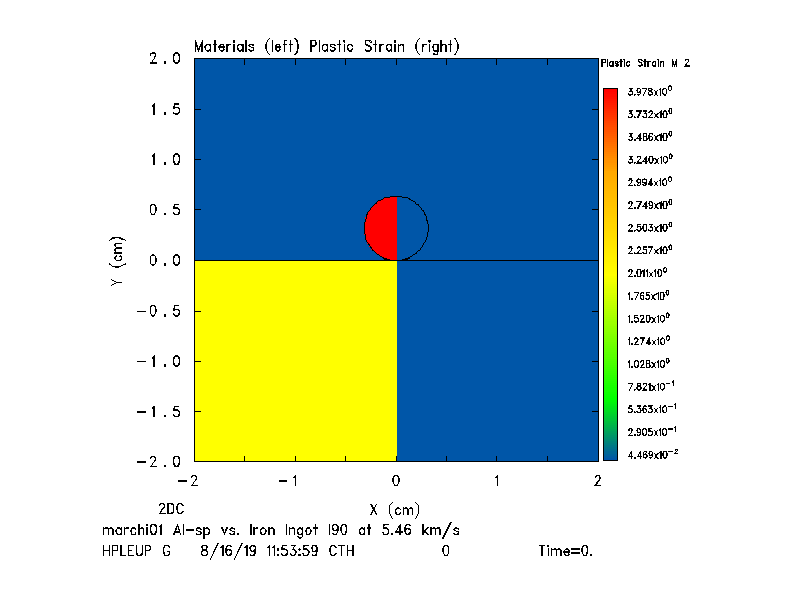 Materials (left) Plastic Strain (right)
Plastic Strain M 2
2.0
1.5
1.0
0.5
0.0
-0.5
-1.0
-1.5
-2.0
Y (cm)
3.978x10⁰
3.732x10⁰
3.486x10⁰
3.240x10⁰
2.994x10⁰
2.749x10⁰
2.503x10⁰
2.257x10⁰
2.011x10⁰
1.765x10⁰
1.520x10⁰
1.274x10⁰
1.028x10⁰
7.821x10⁻¹
5.363x10⁻¹
2.905x10⁻¹
4.469x10⁻²
-2 -1 0 1 2
2DC X (cm)
marchi01 Al-sp vs. Iron Ingot I90 at 5.46 km/s
HPLEUP G 8/16/19 11:53:59 CTH 0 Time=0.